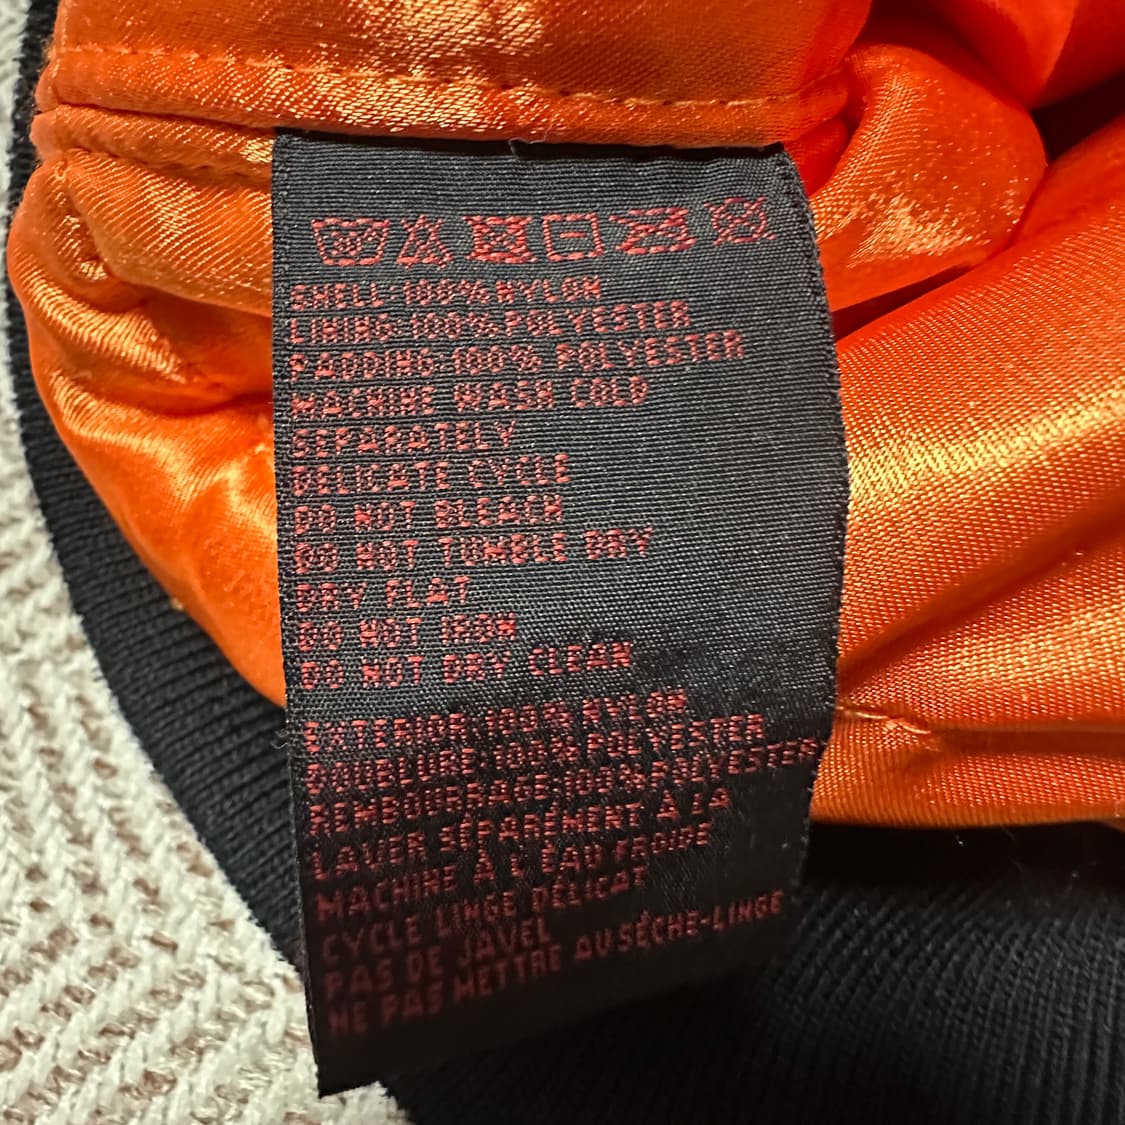 SHELL:100%NYLON
LINING:100%POLYESTER
PADDING:100% POLYESTER
MACHINE WASH COLD
SEPARATELY
DELICATE CYCLE
DO NOT BLEACH
DO NOT TUMBLE DRY
DRY FLAT
DO NOT IRON
DO NOT DRY CLEAN
EXTERIOR:100% NYLON
DOUBLURE:100%POLYESTER
REMBOURRAGE:100%POLYESTER
LAVER SÉPARÉMENT À LA
MACHINE À L'EAU FROIDE
CYCLE LINGE DÉLICAT
PAS DE JAVEL
NE PAS METTRE AU SÉCHE-LINGE